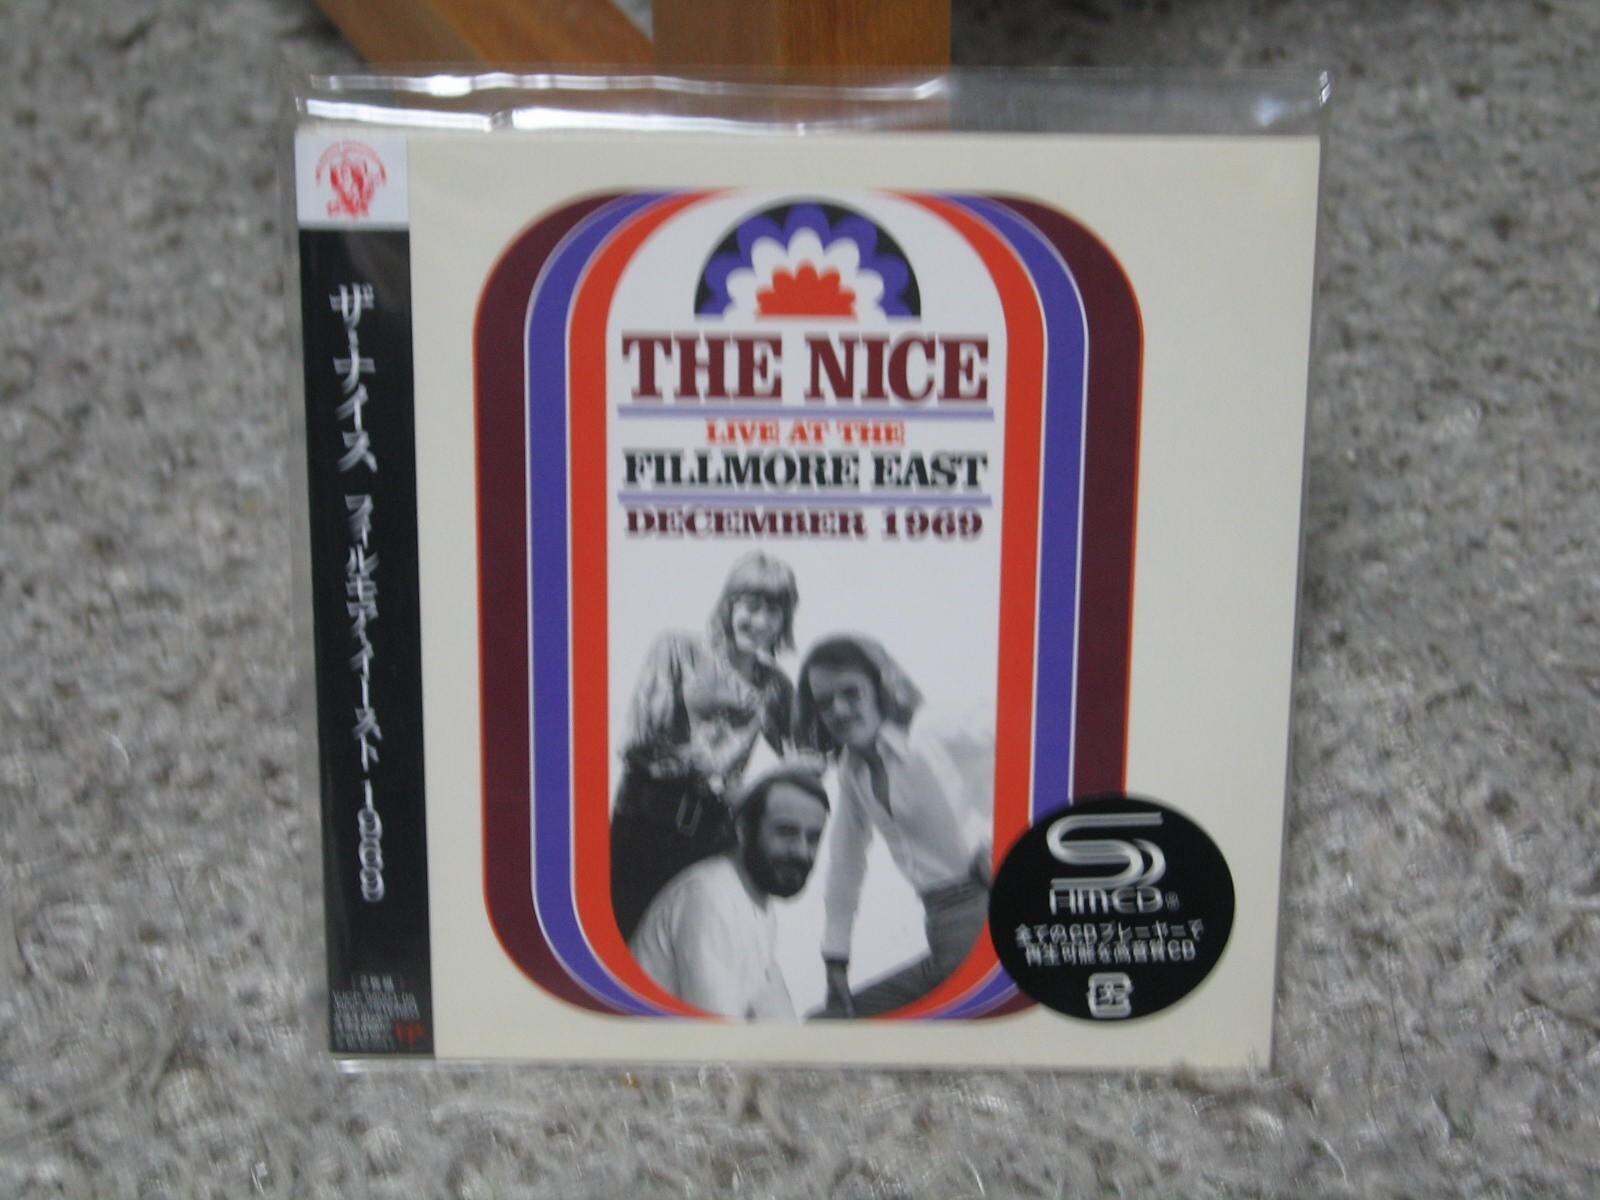 ザ・ナイス フィルモア・イースト 1969
THE NICE
LIVE AT THE
FILLMORE EAST
DECEMBER 1969
SHM-CD
全てのCDプレーヤーで
再生可能な高音質CD